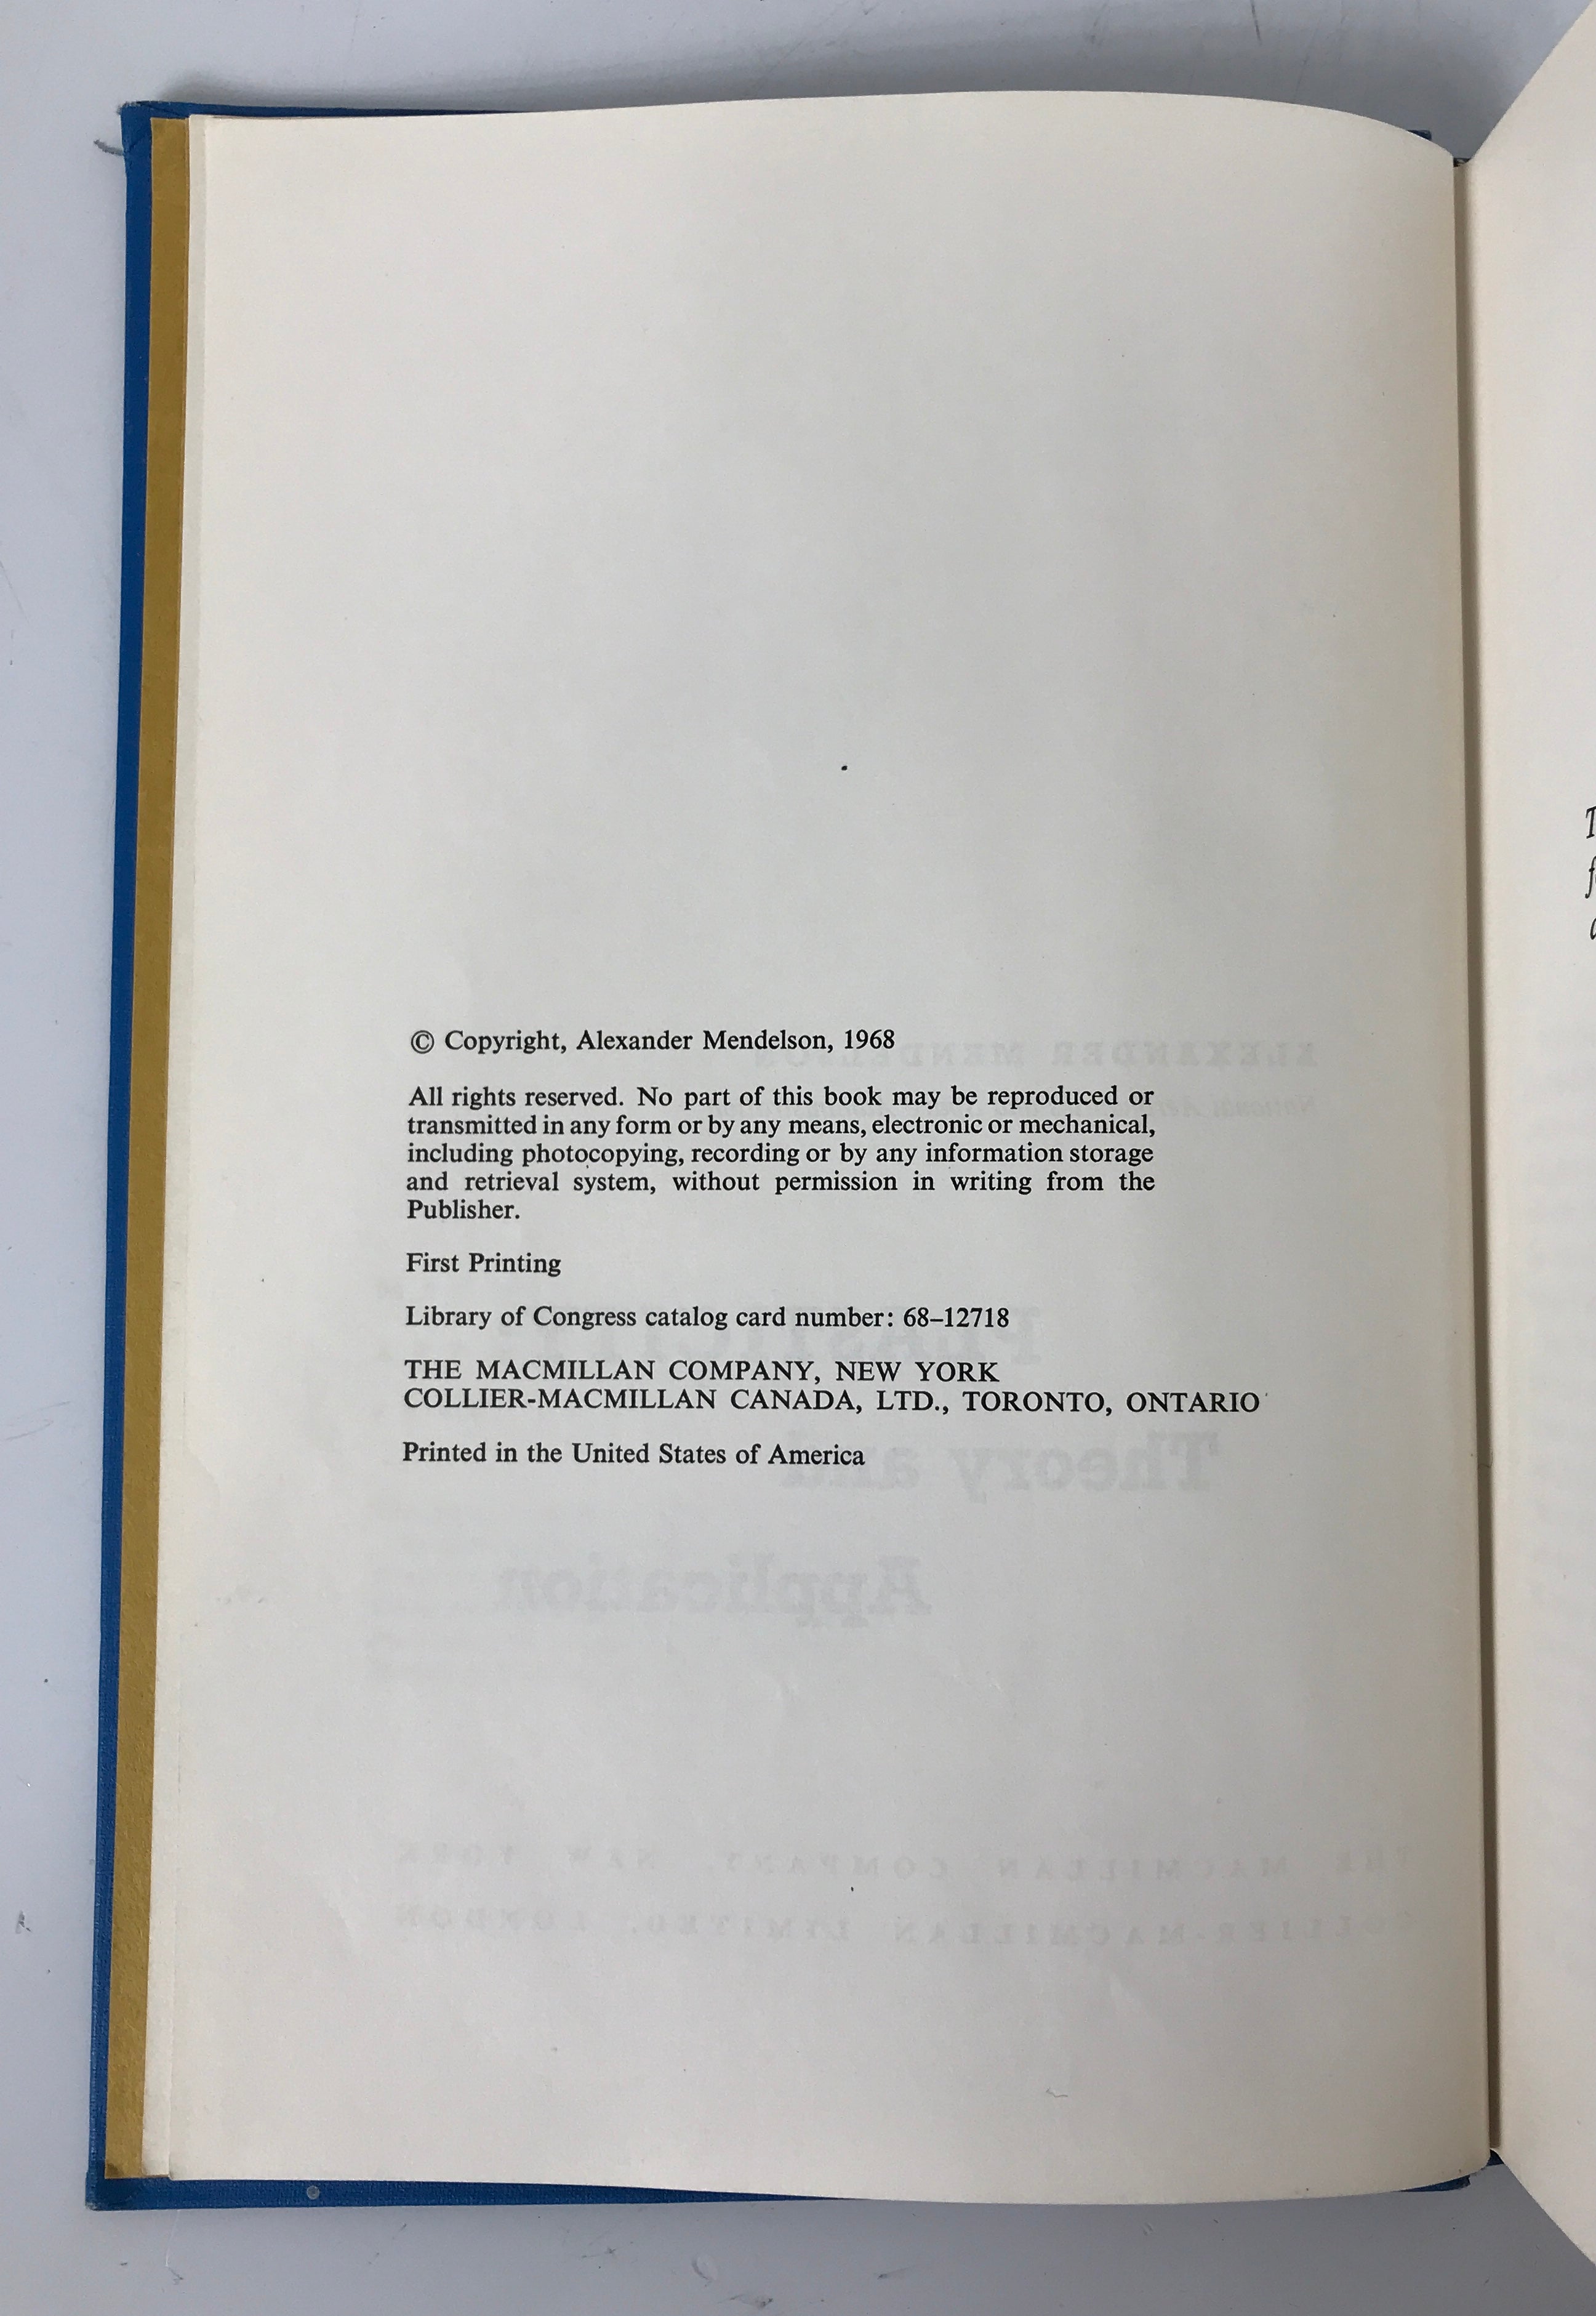 © Copyright, Alexander Mendelson, 1968
All rights reserved. No part of this book may be reproduced or
transmitted in any form or by any means, electronic or mechanical,
including photocopying, recording or by any information storage
and retrieval system, without permission in writing from the
Publisher.
First Printing
Library of Congress catalog card number: 68–12718
THE MACMILLAN COMPANY, NEW YORK
COLLIER-MACMILLAN CANADA, LTD., TORONTO, ONTARIO
Printed in the United States of America